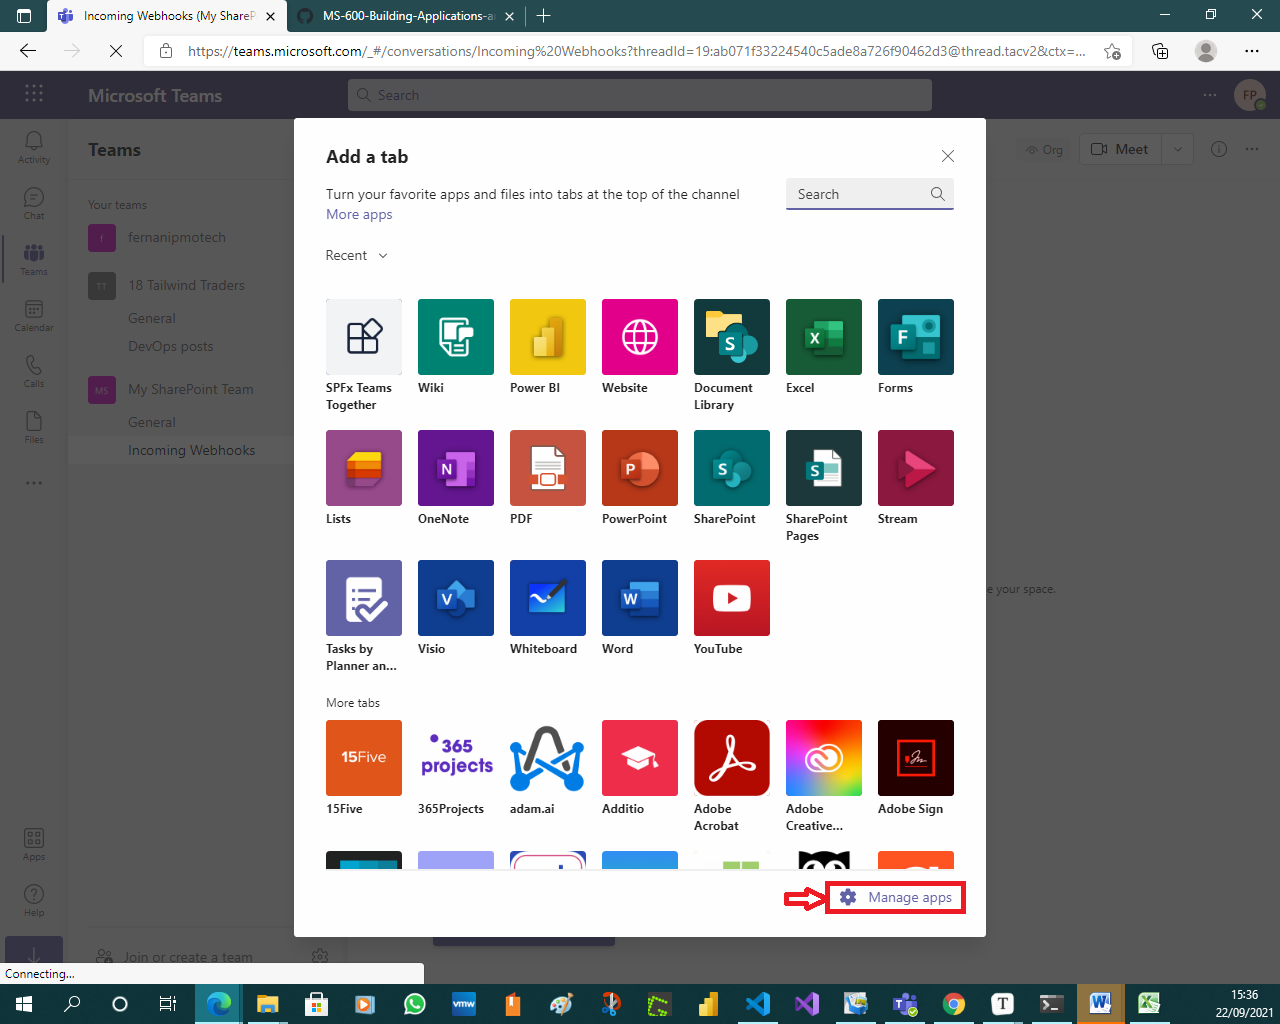 Incoming Webhooks (My ShareP
MS-600-Building-Applications-a
https://teams.microsoft.com/_#/conversations/Incoming%20Webhooks?threadId=19:ab071f33224540c5ade8a726f90462d3@thread.tacv2&ctx=...
Microsoft Teams
Search
FP
Activity
Chat
Teams
Calendar
Calls
Files
Apps
Help
Teams
Your teams
f
fernanipmotech
TT
18 Tailwind Traders
General
DevOps posts
MS
My SharePoint Team
General
Incoming Webhooks
Join or create a team
Org
Meet
e your space.
Add a tab
Turn your favorite apps and files into tabs at the top of the channel
More apps
Search
Recent
SPFx Teams Together
Wiki
Power BI
Website
Document Library
Excel
Forms
Lists
OneNote
PDF
PowerPoint
SharePoint
SharePoint Pages
Stream
Tasks by Planner an...
Visio
Whiteboard
Word
YouTube
More tabs
15Five
365 projects
15Five
365Projects
adam.ai
Additio
Adobe Acrobat
Adobe Creative...
Adobe Sign
Manage apps
Connecting...
vmw
15:36
22/09/2021